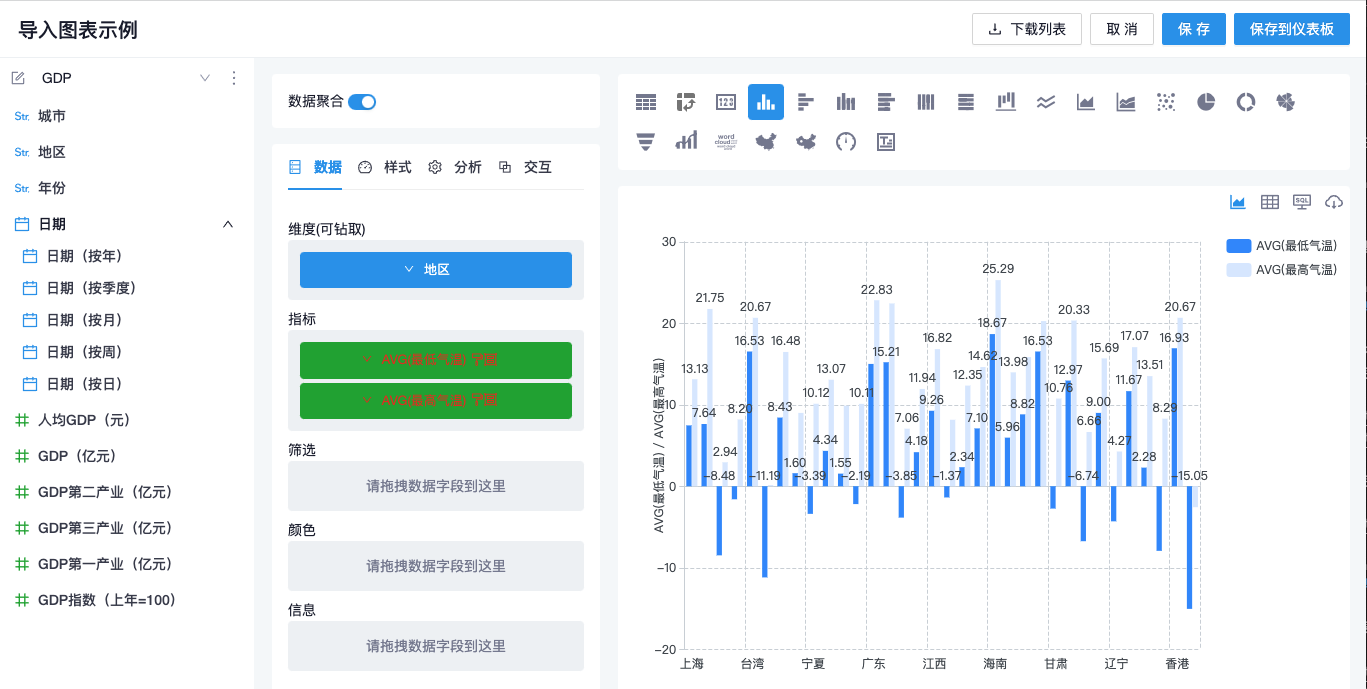 导入图表示例
下载列表
取 消
保 存
保存到仪表板
GDP
Str. 城市
Str. 地区
Str. 年份
日期
日期（按年）
日期（按季度）
日期（按月）
日期（按周）
日期（按日）
人均GDP（元）
GDP（亿元）
GDP第二产业（亿元）
GDP第三产业（亿元）
GDP第一产业（亿元）
GDP指数（上年=100）
数据聚合
数据
样式
分析
交互
维度(可钻取)
地区
指标
AVG(最低气温)
AVG(最高气温)
筛选
请拖拽数据字段到这里
颜色
请拖拽数据字段到这里
信息
请拖拽数据字段到这里
word
cloud
SQL
AVG(最低气温)
AVG(最高气温)
AVG(最低气温) / AVG(最高气温)
30
20
10
0
−10
−20
25.29
22.83
21.75
20.67
20.33
20.67
18.67
16.53
16.48
16.82
16.53
17.07
16.93
15.21
15.69
14.62
13.98
13.13
13.07
12.97
13.51
12.35
11.94
11.67
10.12
10.11
10.76
9.26
9.00
8.20
8.43
8.82
8.29
7.64
7.06
7.10
6.66
5.96
4.34
4.18
4.27
2.94
2.34
2.28
1.60
1.55
−8.48
−11.19
−3.39
−2.19
−3.85
−1.37
−6.74
−15.05
上海
台湾
宁夏
广东
江西
海南
甘肃
辽宁
香港